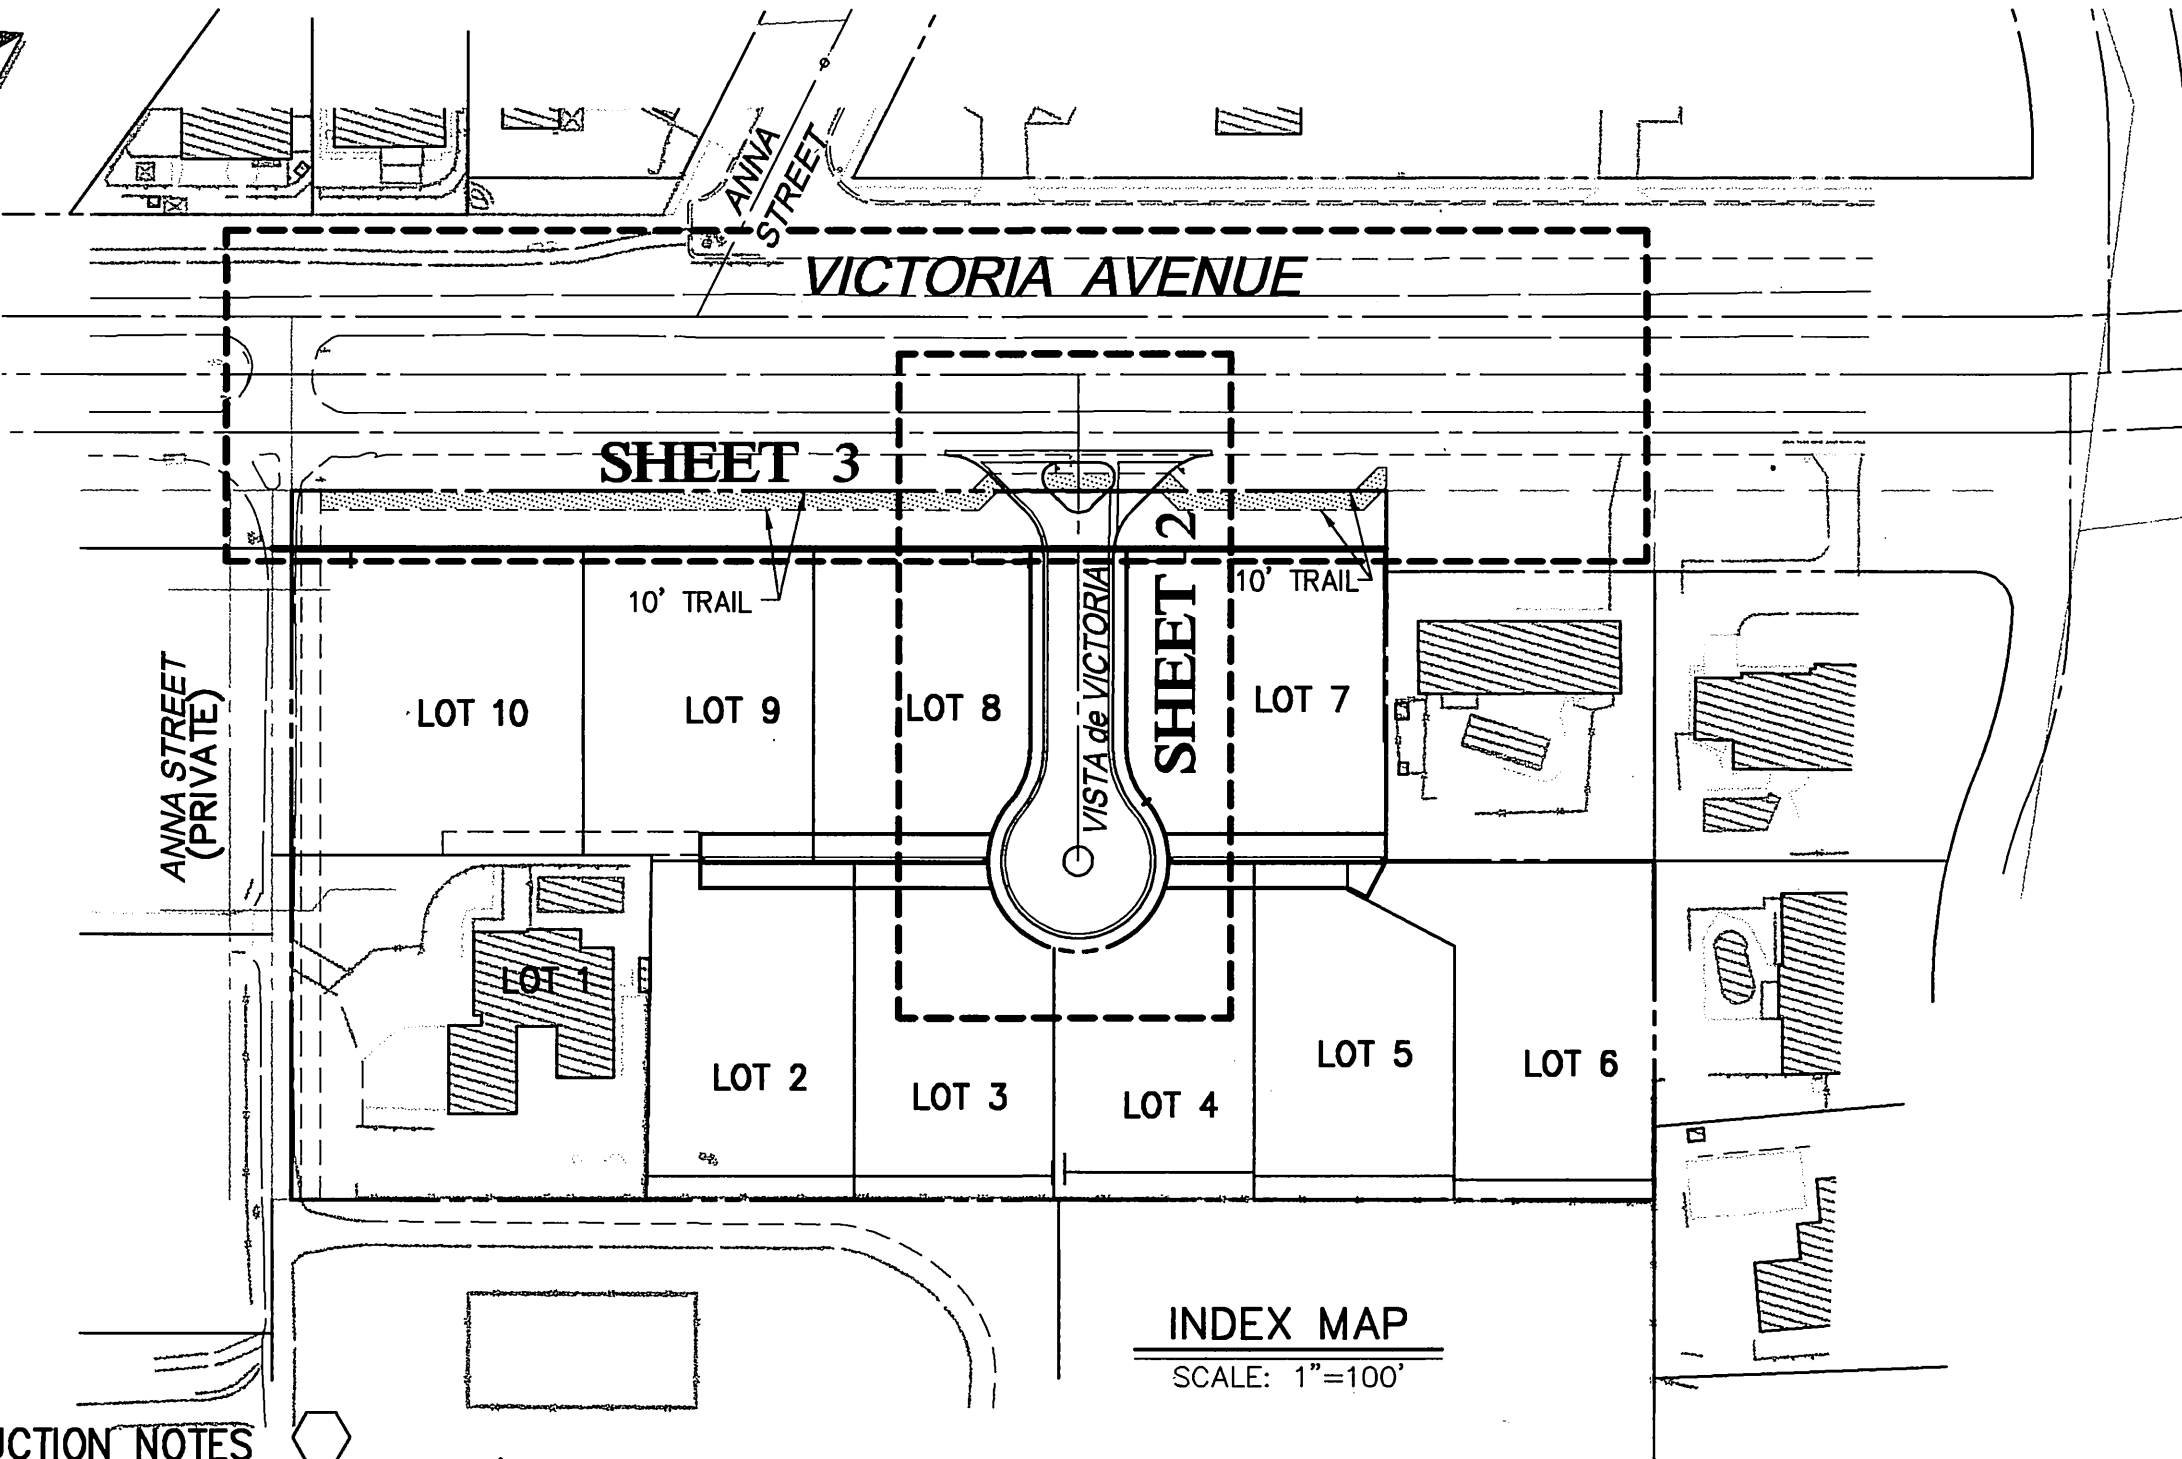 ANNA
STREET
VICTORIA AVENUE
SHEET 3
SHEET 2
10' TRAIL
10' TRAIL
VISTA de VICTORIA
ANNA STREET
(PRIVATE)
LOT 10
LOT 9
LOT 8
LOT 7
LOT 1
LOT 2
LOT 3
LOT 4
LOT 5
LOT 6
INDEX MAP
SCALE: 1"=100'
UCTION NOTES